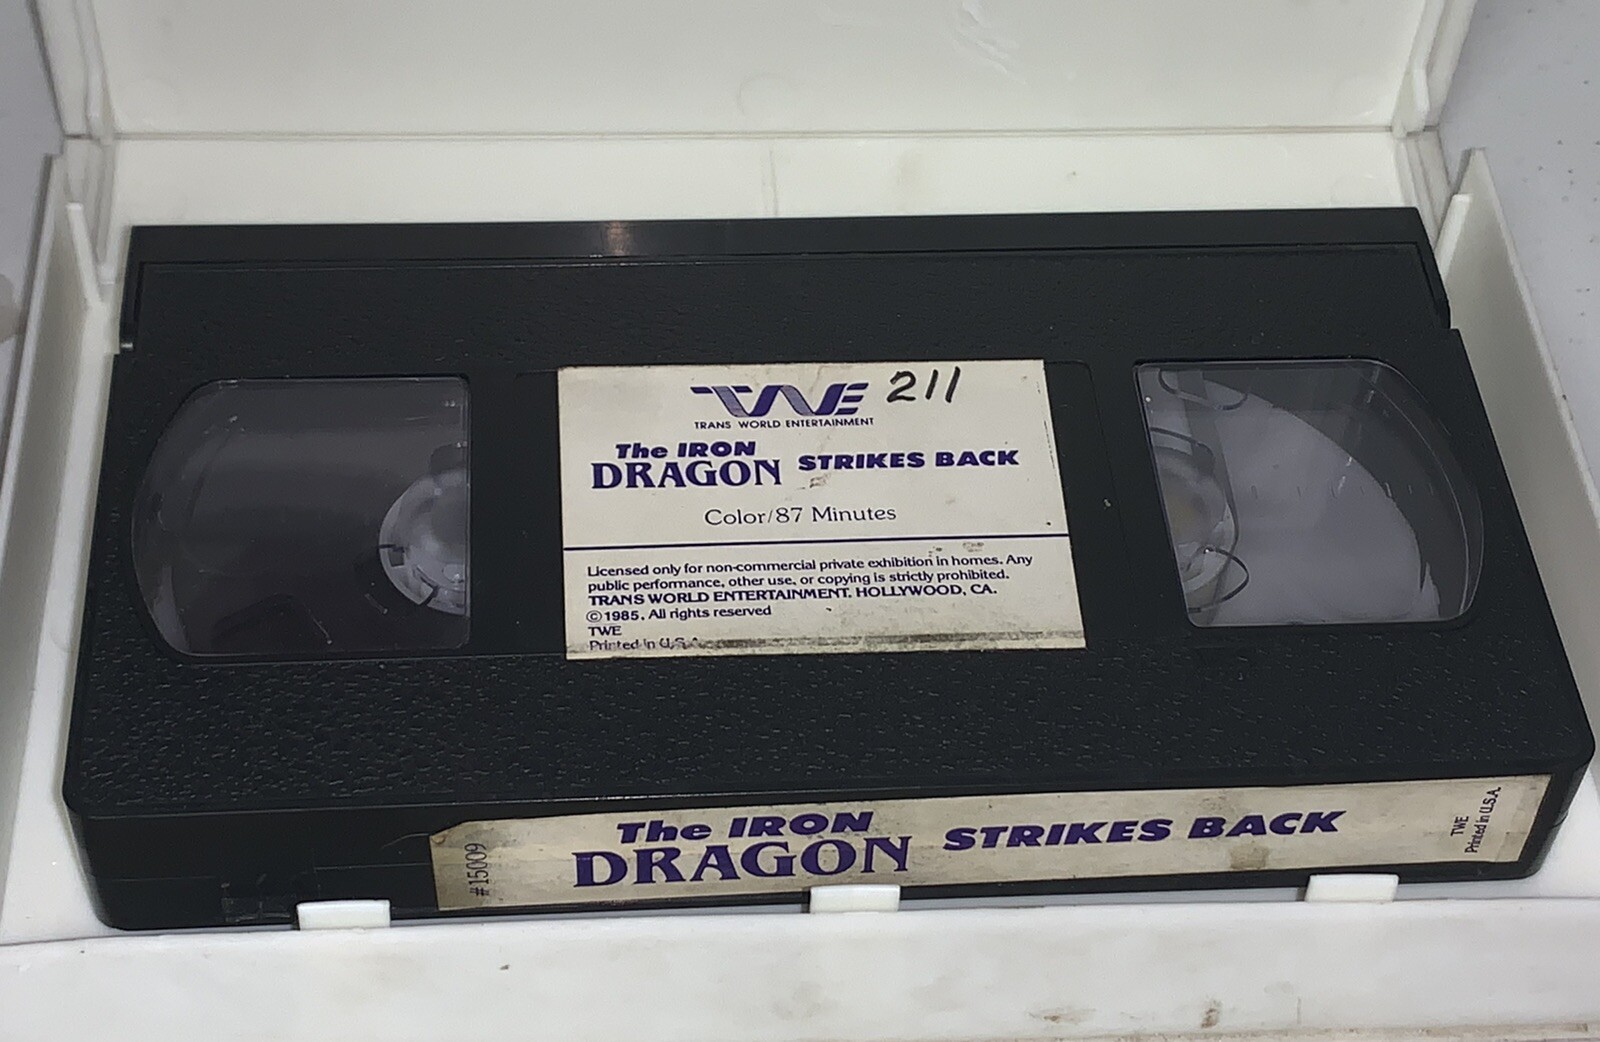 TWE 211
TRANS WORLD ENTERTAINMENT
The IRON
DRAGON STRIKES BACK
Color/87 Minutes
Licensed only for non-commercial private exhibition in homes. Any
public performance, other use, or copying is strictly prohibited.
TRANS WORLD ENTERTAINMENT, HOLLYWOOD, CA.
©1985. All rights reserved
TWE
Printed in U.S.A.
#15009
The IRON
DRAGON STRIKES BACK
TWE
Printed in U.S.A.